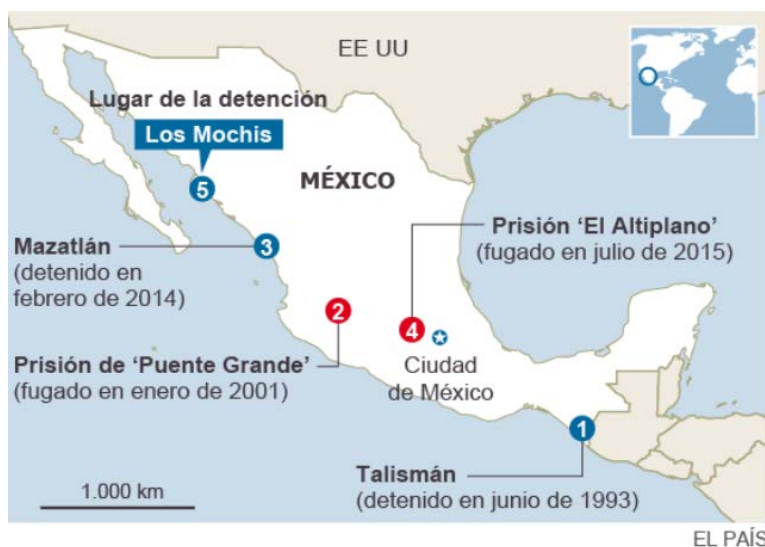 EE UU
Lugar de la detención
Los Mochis
5
MÉXICO
Prisión ‘El Altiplano’
(fugado en julio de 2015)
Mazatlán
(detenido en
febrero de 2014)
3
2
4
Ciudad
de México
Prisión de ‘Puente Grande’
(fugado en enero de 2001)
1
Talismán
(detenido en junio de 1993)
1.000 km
EL PAÍS